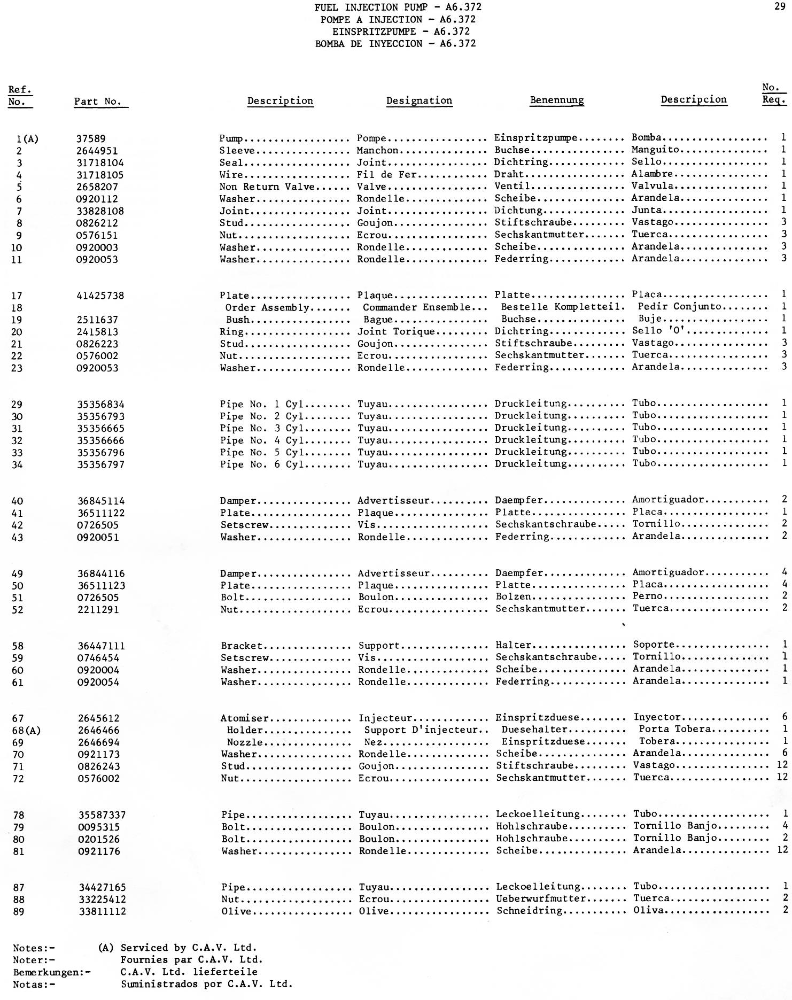 FUEL INJECTION PUMP - A6.372 29
POMPE A INJECTION - A6.372
EINSPRITZPUMPE - A6.372
BOMBA DE INYECCION - A6.372
Ref. No. Part No. Description Designation Benennung Descripcion No. Req.
1(A) 37589 Pump.................. Pompe................. Einspritzpumpe........ Bomba.................. 1
2 2644951 Sleeve................ Manchon............... Buchse................ Manguito............... 1
3 31718104 Seal.................. Joint................. Dichtring............. Sello.................. 1
4 31718105 Wire.................. Fil de Fer............ Draht................. Alambre................ 1
5 2658207 Non Return Valve...... Valve................. Ventil................ Valvula................ 1
6 0920112 Washer................ Rondelle.............. Scheibe............... Arandela............... 1
7 33828108 Joint................. Joint................. Dichtung.............. Junta.................. 1
8 0826212 Stud.................. Goujon................ Stiftschraube......... Vastago................ 3
9 0576151 Nut................... Ecrou................. Sechskantmutter....... Tuerca................. 3
10 0920003 Washer................ Rondelle.............. Scheibe............... Arandela............... 3
11 0920053 Washer................ Rondelle.............. Federring............. Arandela............... 3
17 41425738 Plate................. Plaque................ Platte................ Placa.................. 1
18 Order Assembly....... Commander Ensemble... Bestelle Kompletteil. Pedir Conjunto........ 1
19 2511637 Bush................. Bague................ Buchse............... Buje.................. 1
20 2415813 Ring.................. Joint Torique......... Dichtring............. Sello 'O'.............. 1
21 0826223 Stud.................. Goujon................ Stiftschraube......... Vastago................ 3
22 0576002 Nut................... Ecrou................. Sechskantmutter....... Tuerca................. 3
23 0920053 Washer................ Rondelle.............. Federring............. Arandela............... 3
29 35356834 Pipe No. 1 Cyl........ Tuyau................. Druckleitung.......... Tubo................... 1
30 35356793 Pipe No. 2 Cyl........ Tuyau................. Druckleitung.......... Tubo................... 1
31 35356665 Pipe No. 3 Cyl........ Tuyau................. Druckleitung.......... Tubo................... 1
32 35356666 Pipe No. 4 Cyl........ Tuyau................. Druckleitung.......... Tubo................... 1
33 35356796 Pipe No. 5 Cyl........ Tuyau................. Druckleitung.......... Tubo................... 1
34 35356797 Pipe No. 6 Cyl........ Tuyau................. Druckleitung.......... Tubo................... 1
40 36845114 Damper................ Advertisseur.......... Daempfer.............. Amortiguador........... 2
41 36511122 Plate................. Plaque................ Platte................ Placa.................. 1
42 0726505 Setscrew.............. Vis................... Sechskantschraube..... Tornillo............... 2
43 0920051 Washer................ Rondelle.............. Federring............. Arandela............... 2
49 36844116 Damper................ Advertisseur.......... Daempfer.............. Amortiguador........... 4
50 36511123 Plate................. Plaque................ Platte................ Placa.................. 4
51 0726505 Bolt.................. Boulon................ Bolzen................ Perno.................. 2
52 2211291 Nut................... Ecrou................. Sechskantmutter....... Tuerca................. 2
58 36447111 Bracket............... Support............... Halter................ Soporte................ 1
59 0746454 Setscrew.............. Vis................... Sechskantschraube..... Tornillo............... 1
60 0920004 Washer................ Rondelle.............. Scheibe............... Arandela............... 1
61 0920054 Washer................ Rondelle.............. Federring............. Arandela............... 1
67 2645612 Atomiser.............. Injecteur............. Einspritzduese........ Inyector............... 6
68(A) 2646466 Holder............... Support D'injecteur.. Duesehalter.......... Porta Tobera.......... 1
69 2646694 Nozzle............... Nez.................. Einspritzduese....... Tobera................ 1
70 0921173 Washer................ Rondelle.............. Scheibe............... Arandela............... 6
71 0826243 Stud.................. Goujon................ Stiftschraube......... Vastago................ 12
72 0576002 Nut................... Ecrou................. Sechskantmutter....... Tuerca................. 12
78 35587337 Pipe.................. Tuyau................. Leckoelleitung........ Tubo................... 1
79 0095315 Bolt.................. Boulon................ Hohlschraube.......... Tornillo Banjo......... 4
80 0201526 Bolt.................. Boulon................ Hohlschraube.......... Tornillo Banjo......... 2
81 0921176 Washer................ Rondelle.............. Scheibe............... Arandela............... 12
87 34427165 Pipe.................. Tuyau................. Leckoelleitung........ Tubo................... 1
88 33225412 Nut................... Ecrou................. Ueberwurfmutter....... Tuerca................. 2
89 33811112 Olive................. Olive................. Schneidring........... Oliva.................. 2
Notes:- (A) Serviced by C.A.V. Ltd.
Noter:- Fournies par C.A.V. Ltd.
Bemerkungen:- C.A.V. Ltd. lieferteile
Notas:- Suministrados por C.A.V. Ltd.